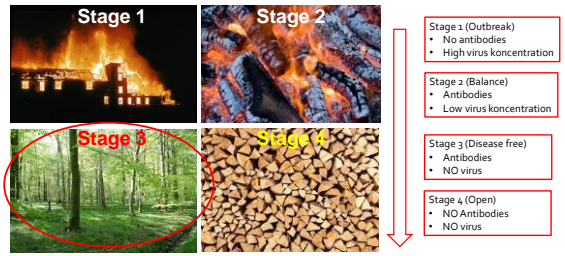 Stage 1
Stage 2
Stage 3
Stage 4
Stage 1 (Outbreak)
• No antibodies
• High virus koncentration
Stage 2 (Balance)
• Antibodies
• Low virus koncentration
Stage 3 (Disease free)
• Antibodies
• NO virus
Stage 4 (Open)
• NO Antibodies
• NO virus